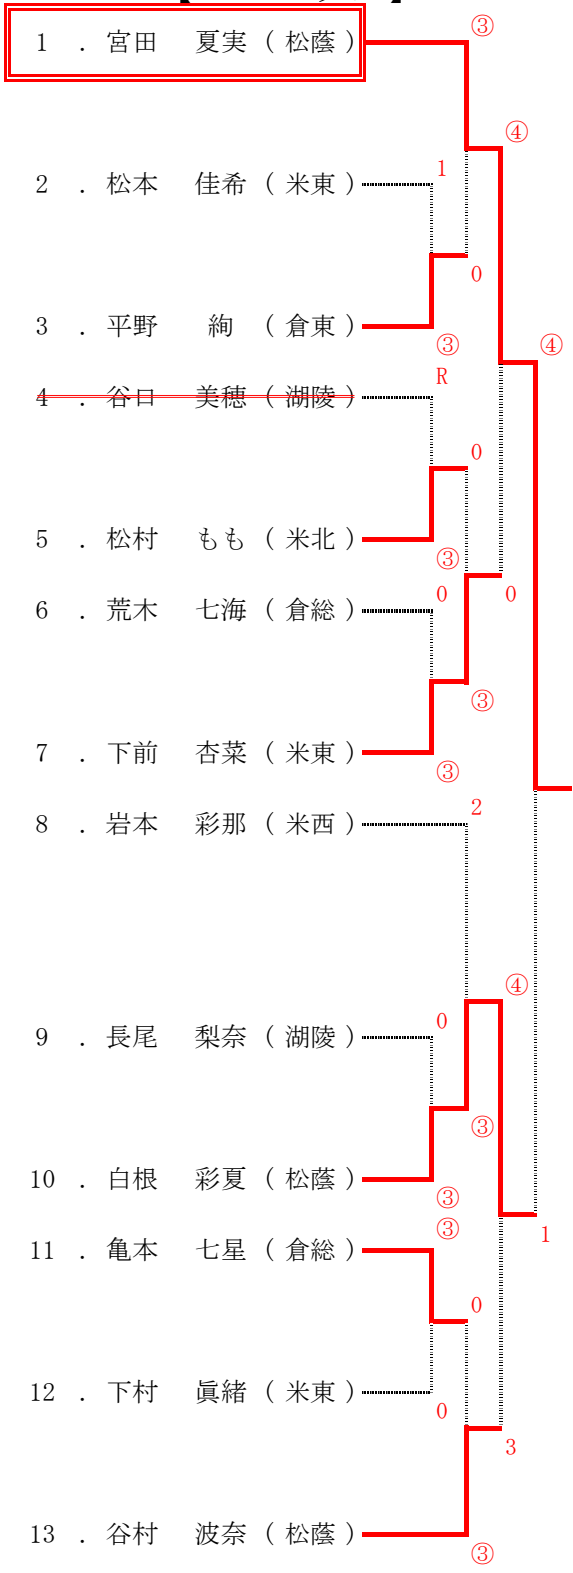 1 . 宮田 夏実 ( 松蔭 )
③
④
1
2 . 松本 佳希 ( 米東 )
0
3 . 平野 絢 ( 倉東 )
③
④
R
4 . 谷口 美穂 ( 湖陵 )
0
5 . 松村 もも ( 米北 )
③
0
0
6 . 荒木 七海 ( 倉総 )
③
7 . 下前 杏菜 ( 米東 )
③
2
8 . 岩本 彩那 ( 米西 )
④
0
9 . 長尾 梨奈 ( 湖陵 )
③
10 . 白根 彩夏 ( 松蔭 )
③
③
1
11 . 亀本 七星 ( 倉総 )
0
12 . 下村 眞緒 ( 米東 )
0
3
13 . 谷村 波奈 ( 松蔭 )
③